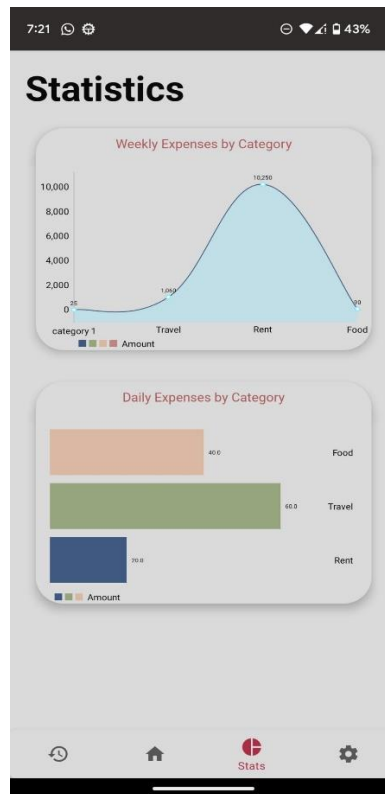 7:21 43%
Statistics
Weekly Expenses by Category
10,250
10,000
8,000
6,000
4,000
2,000
1,050
25
0
category 1 Travel Rent Food
Amount
Daily Expenses by Category
40.0 Food
60.0 Travel
20.0 Rent
Amount
Stats